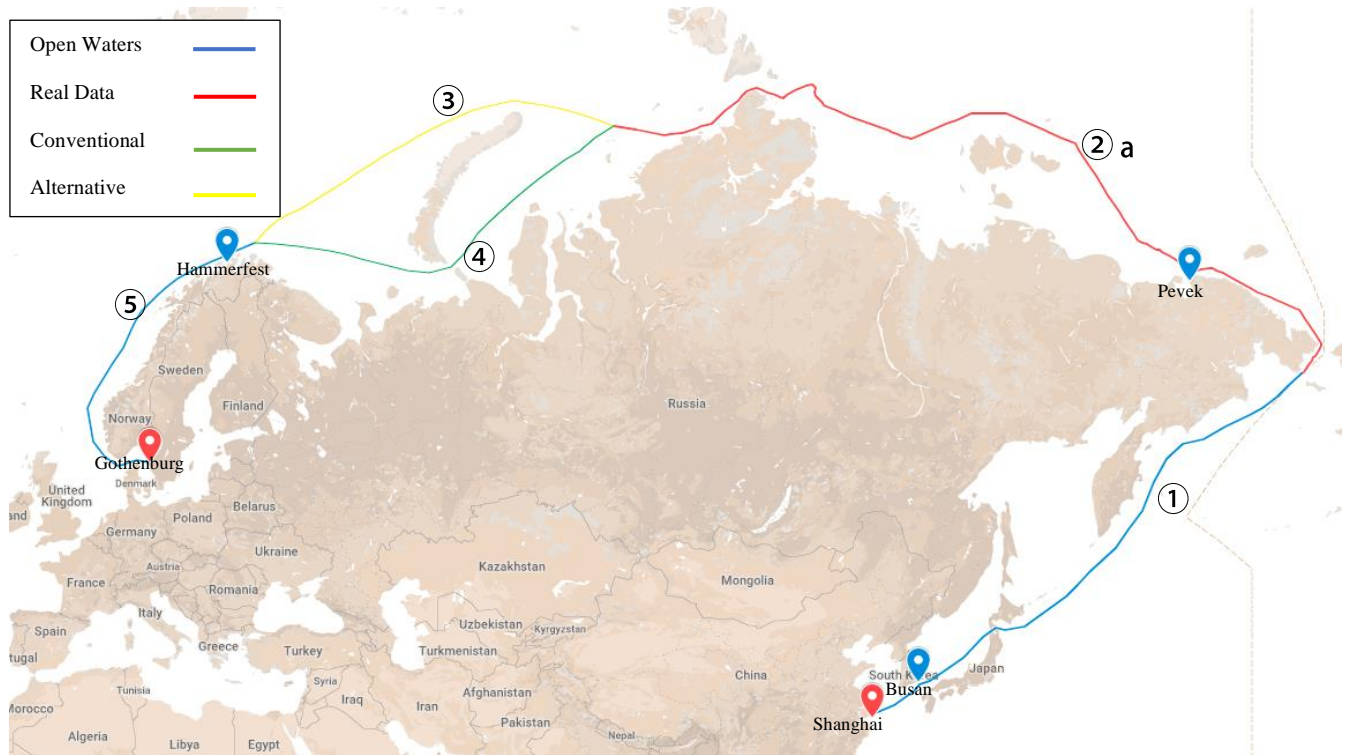 Open Waters
Real Data
Conventional
Alternative
3
2 a
4
5
1
Hammerfest
Pevek
Sweden
Finland
Norway
Russia
Gothenburg
Denmark
United
Kingdom
Belarus
Poland
Germany
Ukraine
Austria
France
Kazakhstan
Mongolia
Romania
Italy
Uzbekistan
Kyrgyzstan
Spain
Greece
Turkey
Turkmenistan
tugal
China
South Korea
Japan
Busan
Syria
Tunisia
Afghanistan
Iraq
Iran
Morocco
Pakistan
Shanghai
Algeria
Libya
Egypt
Nepal